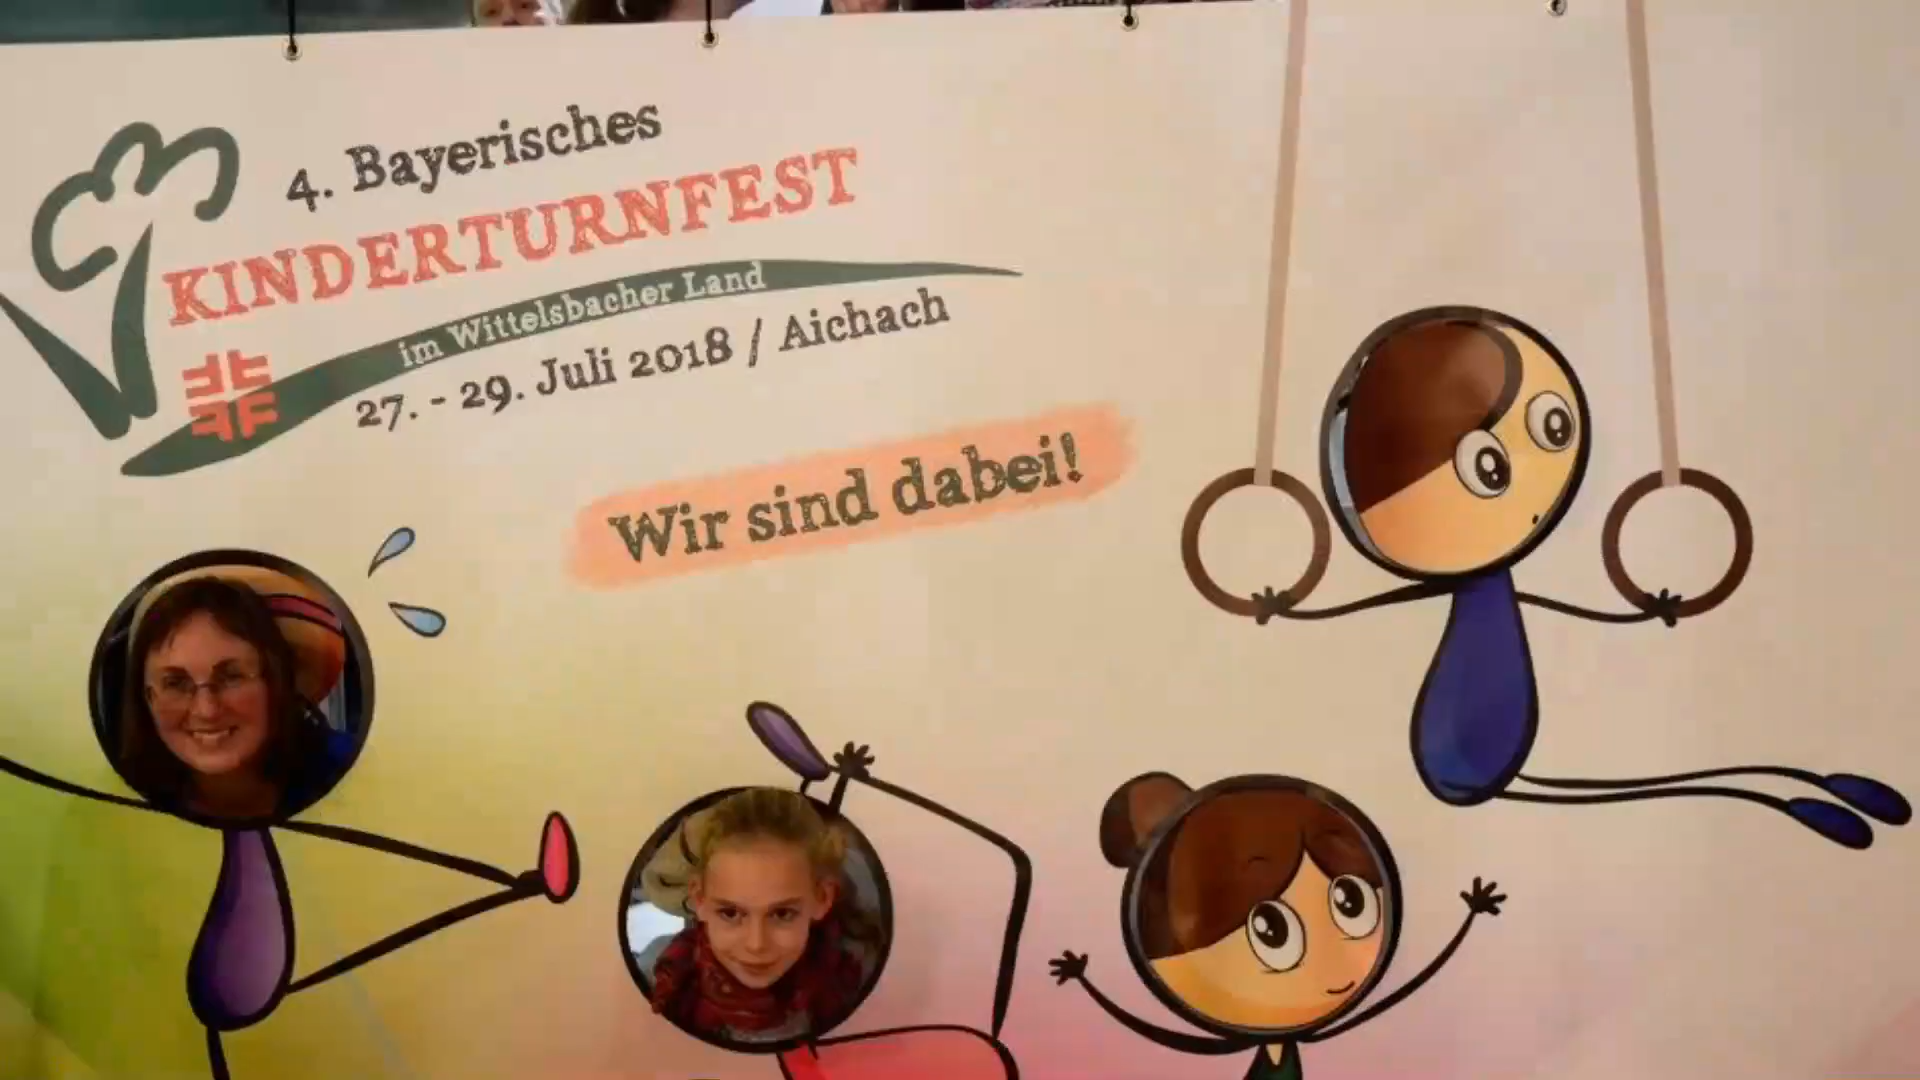 4. Bayerisches
KINDERTURNFEST
im Wittelsbacher Land
27. - 29. Juli 2018 / Aichach
Wir sind dabei!